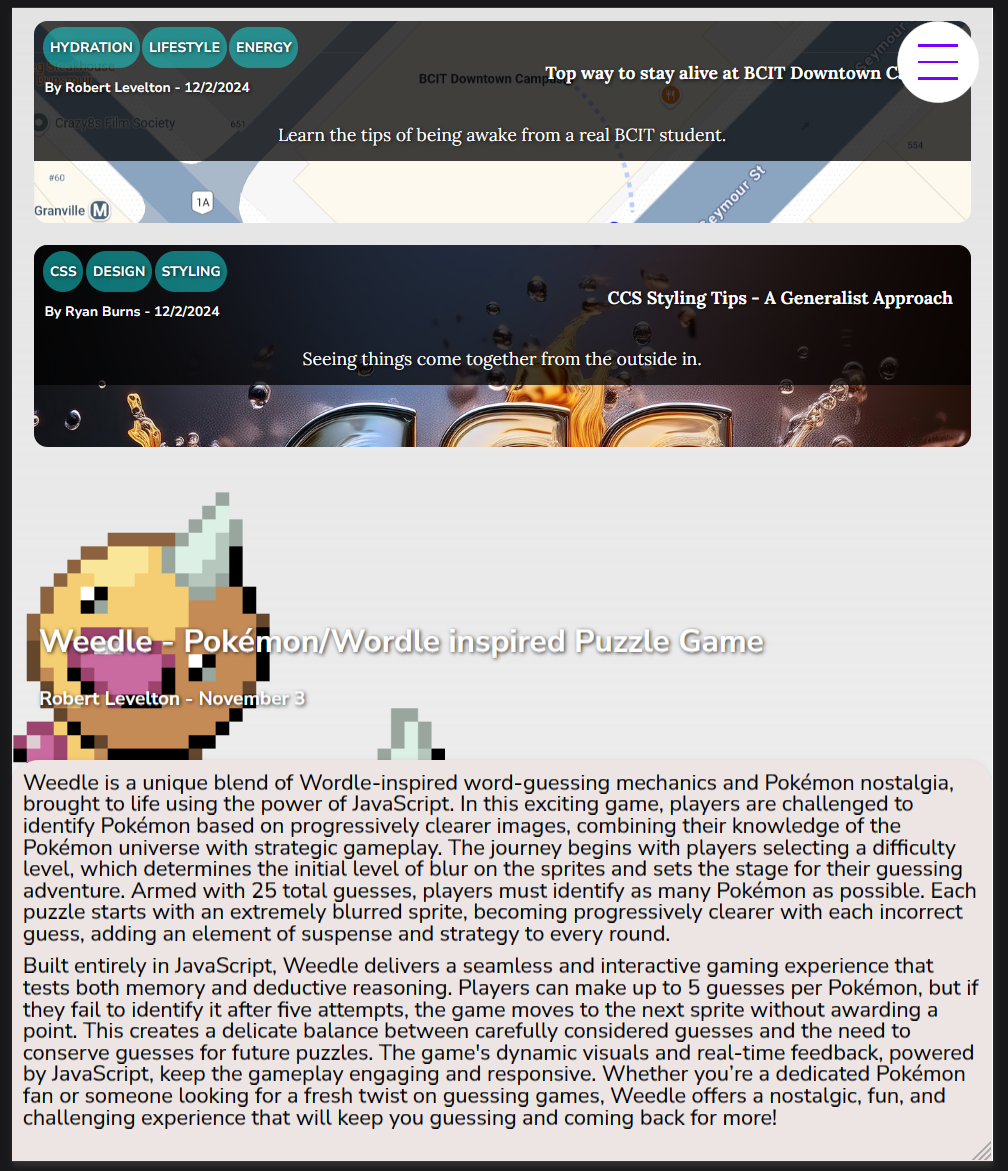 HYDRATION LIFESTYLE ENERGY
Top way to stay alive at BCIT Downtown
By Robert Levelton - 12/2/2024
BCIT Downtown
Crazy8s Film Society
651
Seymour
Learn the tips of being awake from a real BCIT student.
554
#60
1A
Granville M
Seymour St
CSS DESIGN STYLING
CCS Styling Tips - A Generalist Approach
By Ryan Burns - 12/2/2024
Seeing things come together from the outside in.
Weedle - Pokémon/Wordle inspired Puzzle Game
Robert Levelton - November 3
Weedle is a unique blend of Wordle-inspired word-guessing mechanics and Pokémon nostalgia,
brought to life using the power of JavaScript. In this exciting game, players are challenged to
identify Pokémon based on progressively clearer images, combining their knowledge of the
Pokémon universe with strategic gameplay. The journey begins with players selecting a difficulty
level, which determines the initial level of blur on the sprites and sets the stage for their guessing
adventure. Armed with 25 total guesses, players must identify as many Pokémon as possible. Each
puzzle starts with an extremely blurred sprite, becoming progressively clearer with each incorrect
guess, adding an element of suspense and strategy to every round.
Built entirely in JavaScript, Weedle delivers a seamless and interactive gaming experience that
tests both memory and deductive reasoning. Players can make up to 5 guesses per Pokémon, but if
they fail to identify it after five attempts, the game moves to the next sprite without awarding a
point. This creates a delicate balance between carefully considered guesses and the need to
conserve guesses for future puzzles. The game's dynamic visuals and real-time feedback, powered
by JavaScript, keep the gameplay engaging and responsive. Whether you’re a dedicated Pokémon
fan or someone looking for a fresh twist on guessing games, Weedle offers a nostalgic, fun, and
challenging experience that will keep you guessing and coming back for more!